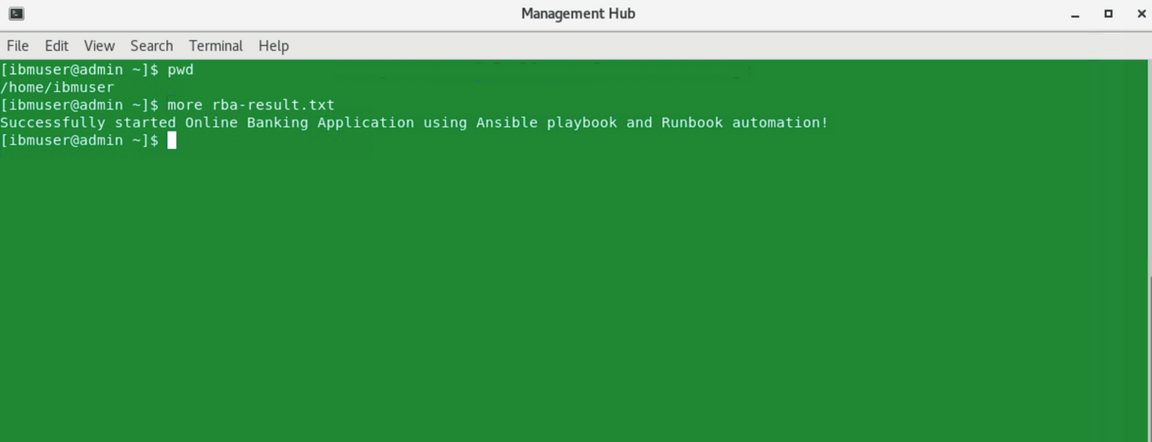 Management Hub
File Edit View Search Terminal Help
[ibmuser@admin ~]$ pwd
/home/ibmuser
[ibmuser@admin ~]$ more rba-result.txt
Successfully started Online Banking Application using Ansible playbook and Runbook automation!
[ibmuser@admin ~]$